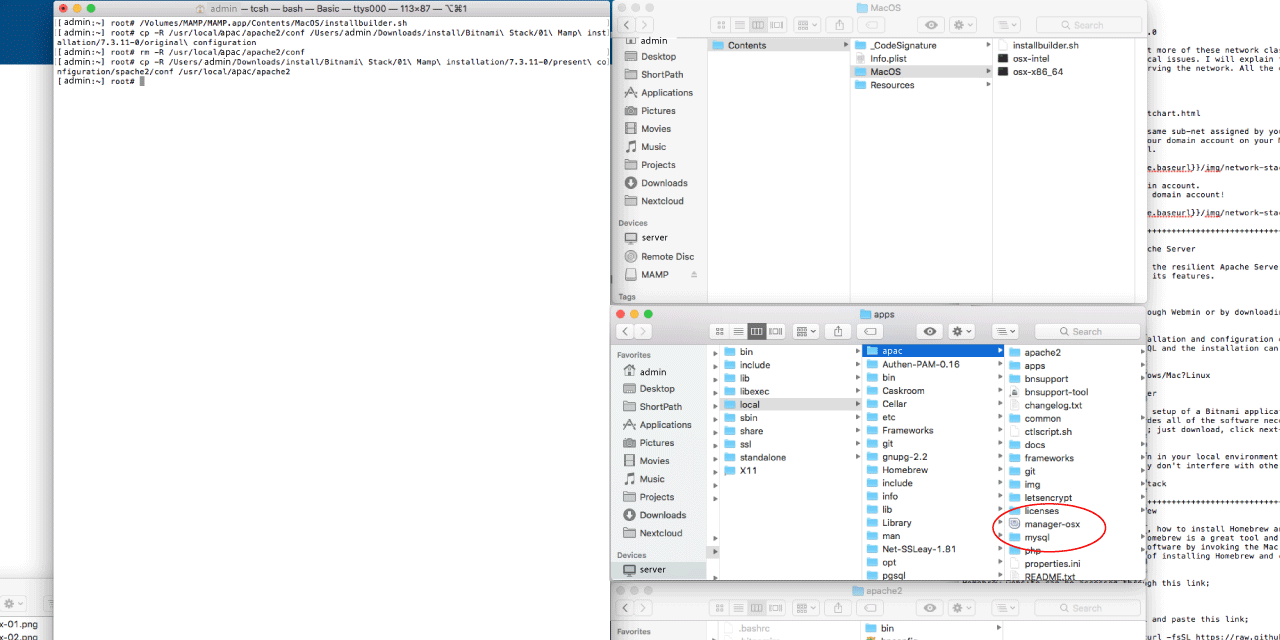 admin — tcsh — bash — Basic — ttys000 — 113×87 — ⌥⌘1
[ admin:~] root# /Volumes/MAMP/MAMP.app/Contents/MacOS/installbuilder.sh ]
[ admin:~] root# cp -R /usr/local/apac/apache2/conf /Users/admin/Downloads/install/Bitnami\ Stack/01\ Mamp\ inst]
allation/7.3.11-0/original\ configuration
[ admin:~] root# rm -R /usr/local/apac/apache2/conf ]
[ admin:~] root# cp -R /Users/admin/Downloads/install/Bitnami\ Stack/01\ Mamp\ installation/7.3.11-0/present\ co]
nfiguration/spache2/conf /usr/local/apac/apache2
[ admin:~] root#
MacOS
Search
admin
Desktop
ShortPath
Applications
Pictures
Movies
Music
Projects
Downloads
Nextcloud
Devices
server
Remote Disc
MAMP
Tags
Contents
_CodeSignature
Info.plist
MacOS
Resources
installbuilder.sh
osx-intel
osx-x86_64
apps
Search
Favorites
admin
Desktop
ShortPath
Applications
Pictures
Movies
Music
Projects
Downloads
Nextcloud
Devices
server
bin
include
lib
libexec
local
sbin
share
ssl
standalone
X11
apac
Authen-PAM-0.16
bin
Caskroom
Cellar
etc
Frameworks
git
gnupg-2.2
Homebrew
include
info
lib
Library
man
Net-SSLeay-1.81
opt
pgsql
apache2
apps
bnsupport
bnsupport-tool
changelog.txt
common
ctlscript.sh
docs
frameworks
git
img
letsencrypt
licenses
manager-osx
mysql
php
properties.ini
README.txt
apache2
Search
Favorites
.bashrc
bin
x-01.png
x-02.png
.0
t more of these network clas
cal issues. I will explain
rving the network. All the
tchart.html
same sub-net assigned by you
our domain account on your M
l.
e.baseurl}}/img/network-stac
in account.
domain account!
e.baseurl}}/img/network-stac
++++++++++++++++++++++++++++
che Server
the resilient Apache Serve
its features.
ough Webmin or by downloadin
allation and configuration
QL and the installation can
ows/Mac?Linux
er
setup of a Bitnami applicat
des all of the software nece
; just download, click next-
n in your local environment
y don't interfere with othe
tack
++++++++++++++++++++++++++++
ew
, how to install Homebrew an
omebrew is a great tool and
oftware by invoking the Mac
of installing Homebrew and
this link;
and paste this link;
url -fsSL https://raw.githu